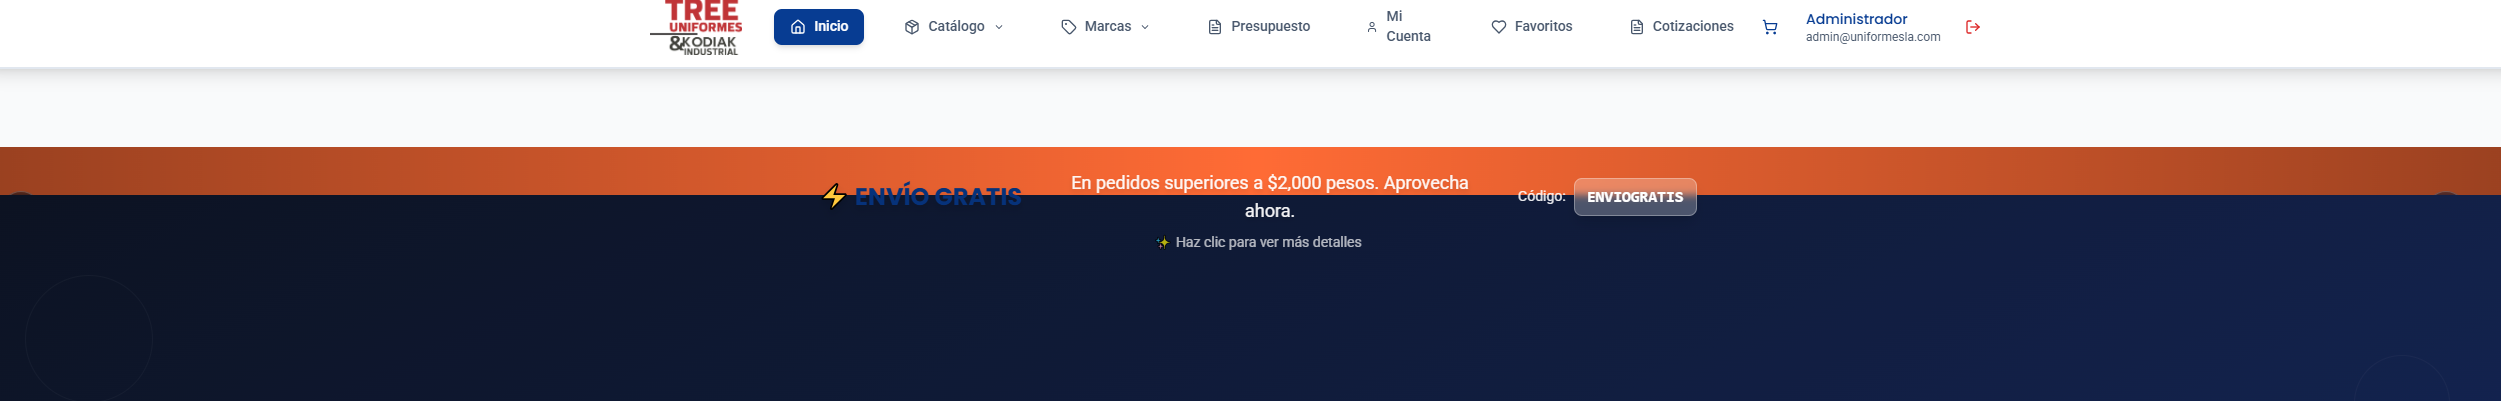 TREE
UNIFORMES
&KODIAK
INDUSTRIAL
Inicio
Catálogo
Marcas
Presupuesto
Mi
Cuenta
Favoritos
Cotizaciones
Administrador
admin@uniformesla.com
ENVÍO GRATIS
En pedidos superiores a $2,000 pesos. Aprovecha
ahora.
Código: ENVIOGRATIS
Haz clic para ver más detalles